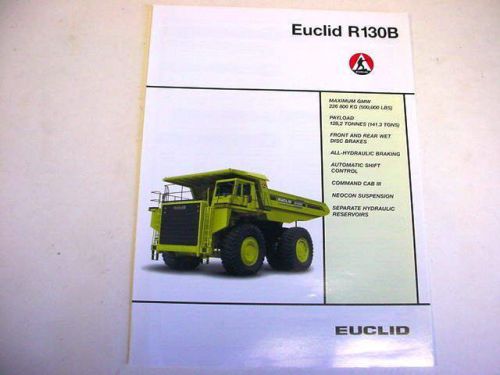 Euclid R130B
MAXIMUM GMW
226 800 KG (500,000 LBS)
PAYLOAD
128,2 TONNES (141.3 TONS)
FRONT AND REAR WET
DISC BRAKES
ALL-HYDRAULIC BRAKING
AUTOMATIC SHIFT
CONTROL
COMMAND CAB III
NEOCON SUSPENSION
SEPARATE HYDRAULIC
RESERVOIRS
EUCLID